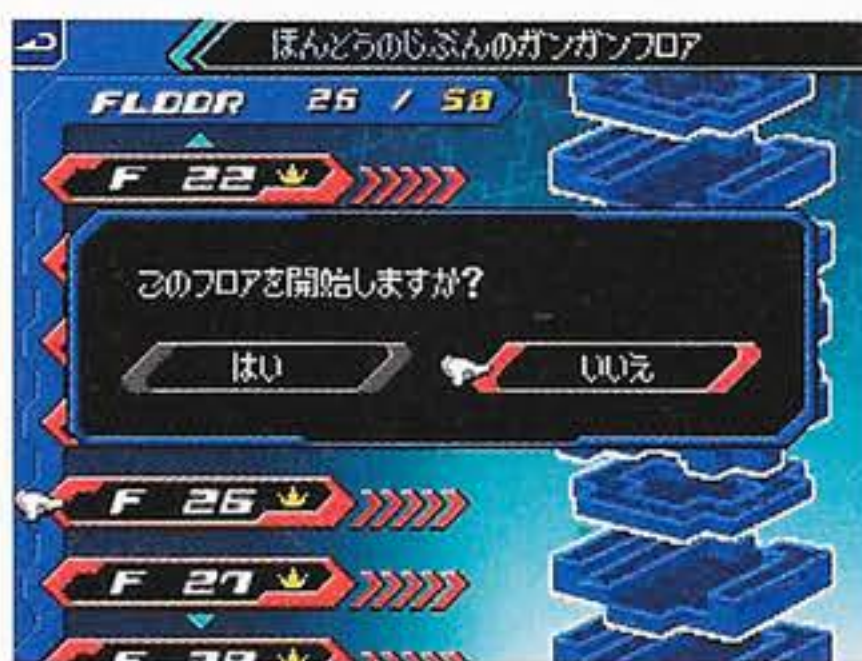 ほんとうのじぶんのガンガンフロア
FLOOR 26 / 50
F 22
このフロアを開始しますか?
はい
いいえ
F 26
F 27
F 28